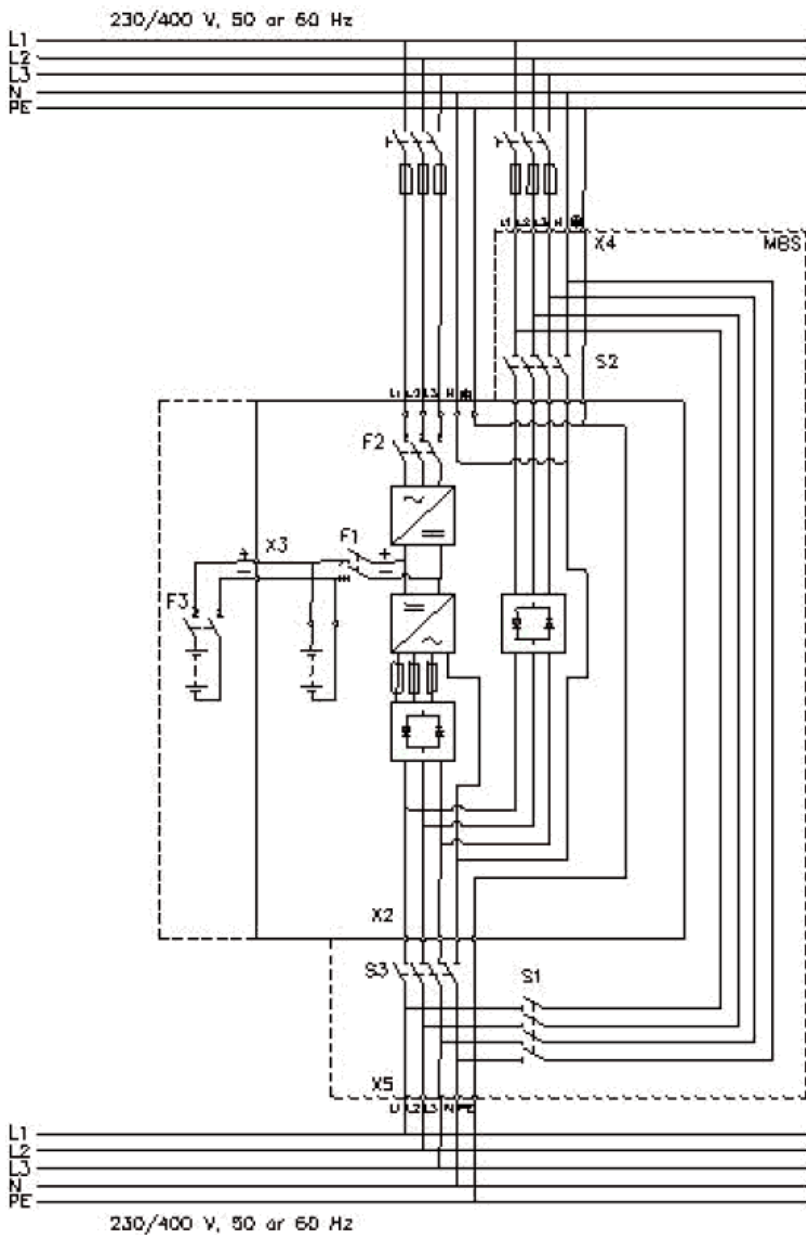 230/400 V, 50 or 60 Hz
L1
L2
L3
N
PE
L1 L2 L3 N
X4
MBS
S2
L1 L2 L3 N
F2
F1
X3
+
+
−
−
F3
X2
S3
S1
X5
L1 L2 L3 N PE
L1
L2
L3
N
PE
230/400 V, 50 or 60 Hz